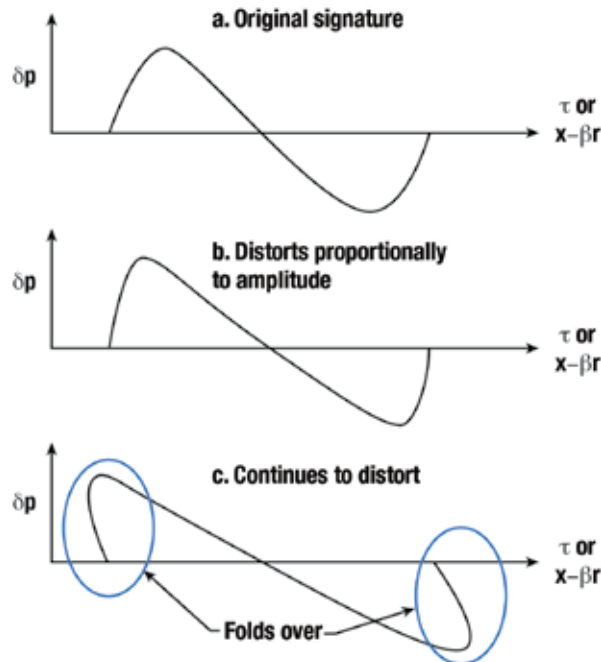 a. Original signature
δp
τ or
x–βr
b. Distorts proportionally
to amplitude
δp
τ or
x–βr
c. Continues to distort
δp
τ or
x–βr
Folds over